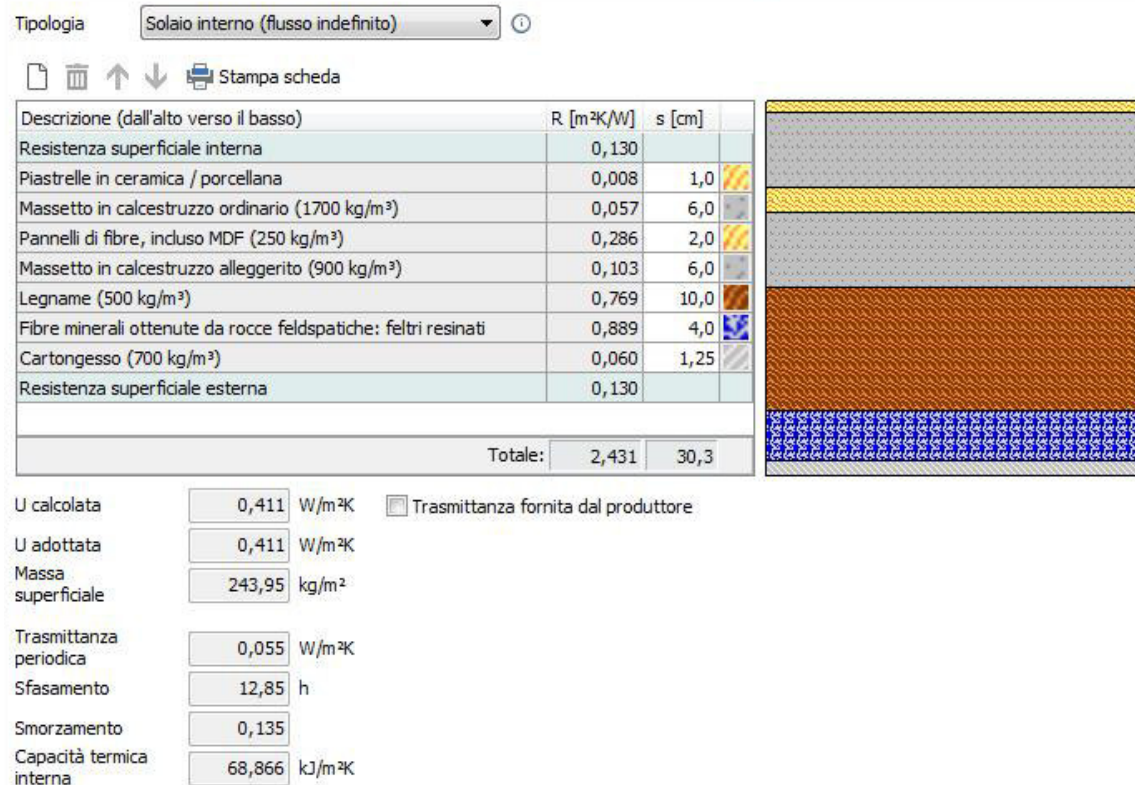 Tipologia Solaio interno (flusso indefinito)
Stampa scheda
Descrizione (dall'alto verso il basso) R [m²K/W] s [cm]
Resistenza superficiale interna 0,130
Piastrelle in ceramica / porcellana 0,008 1,0
Massetto in calcestruzzo ordinario (1700 kg/m³) 0,057 6,0
Pannelli di fibre, incluso MDF (250 kg/m³) 0,286 2,0
Massetto in calcestruzzo alleggerito (900 kg/m³) 0,103 6,0
Legname (500 kg/m³) 0,769 10,0
Fibre minerali ottenute da rocce feldspatiche: feltri resinati 0,889 4,0
Cartongesso (700 kg/m³) 0,060 1,25
Resistenza superficiale esterna 0,130
Totale: 2,431 30,3
U calcolata 0,411 W/m²K Trasmittanza fornita dal produttore
U adottata 0,411 W/m²K
Massa
superficiale 243,95 kg/m²
Trasmittanza
periodica 0,055 W/m²K
Sfasamento 12,85 h
Smorzamento 0,135
Capacità termica
interna 68,866 kJ/m²K